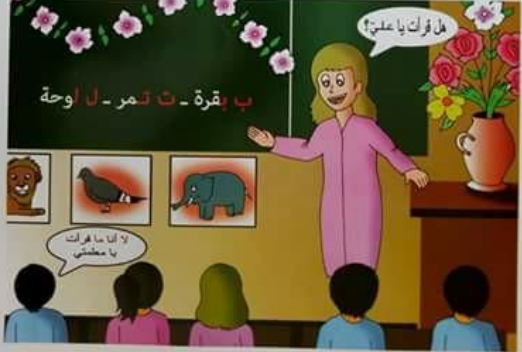 هل قرأت يا عليّ؟
ب بقرة ـ ت تمر ـ ل لوحة
لا أنا ما قرأت
يا معلمتي